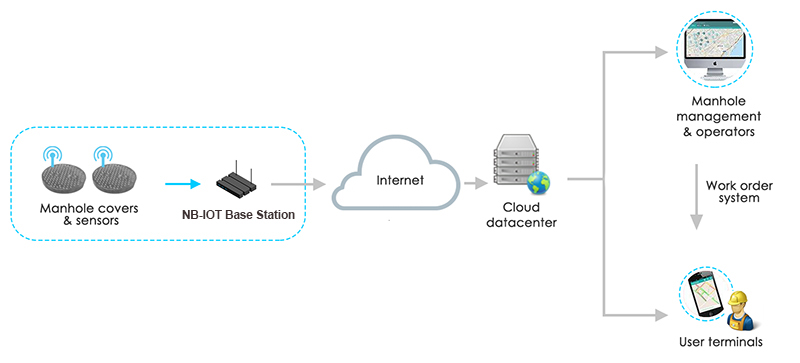 Manhole covers
& sensors
NB-IOT Base Station
Internet
Cloud
datacenter
Manhole
management
& operators
Work order
system
User terminals